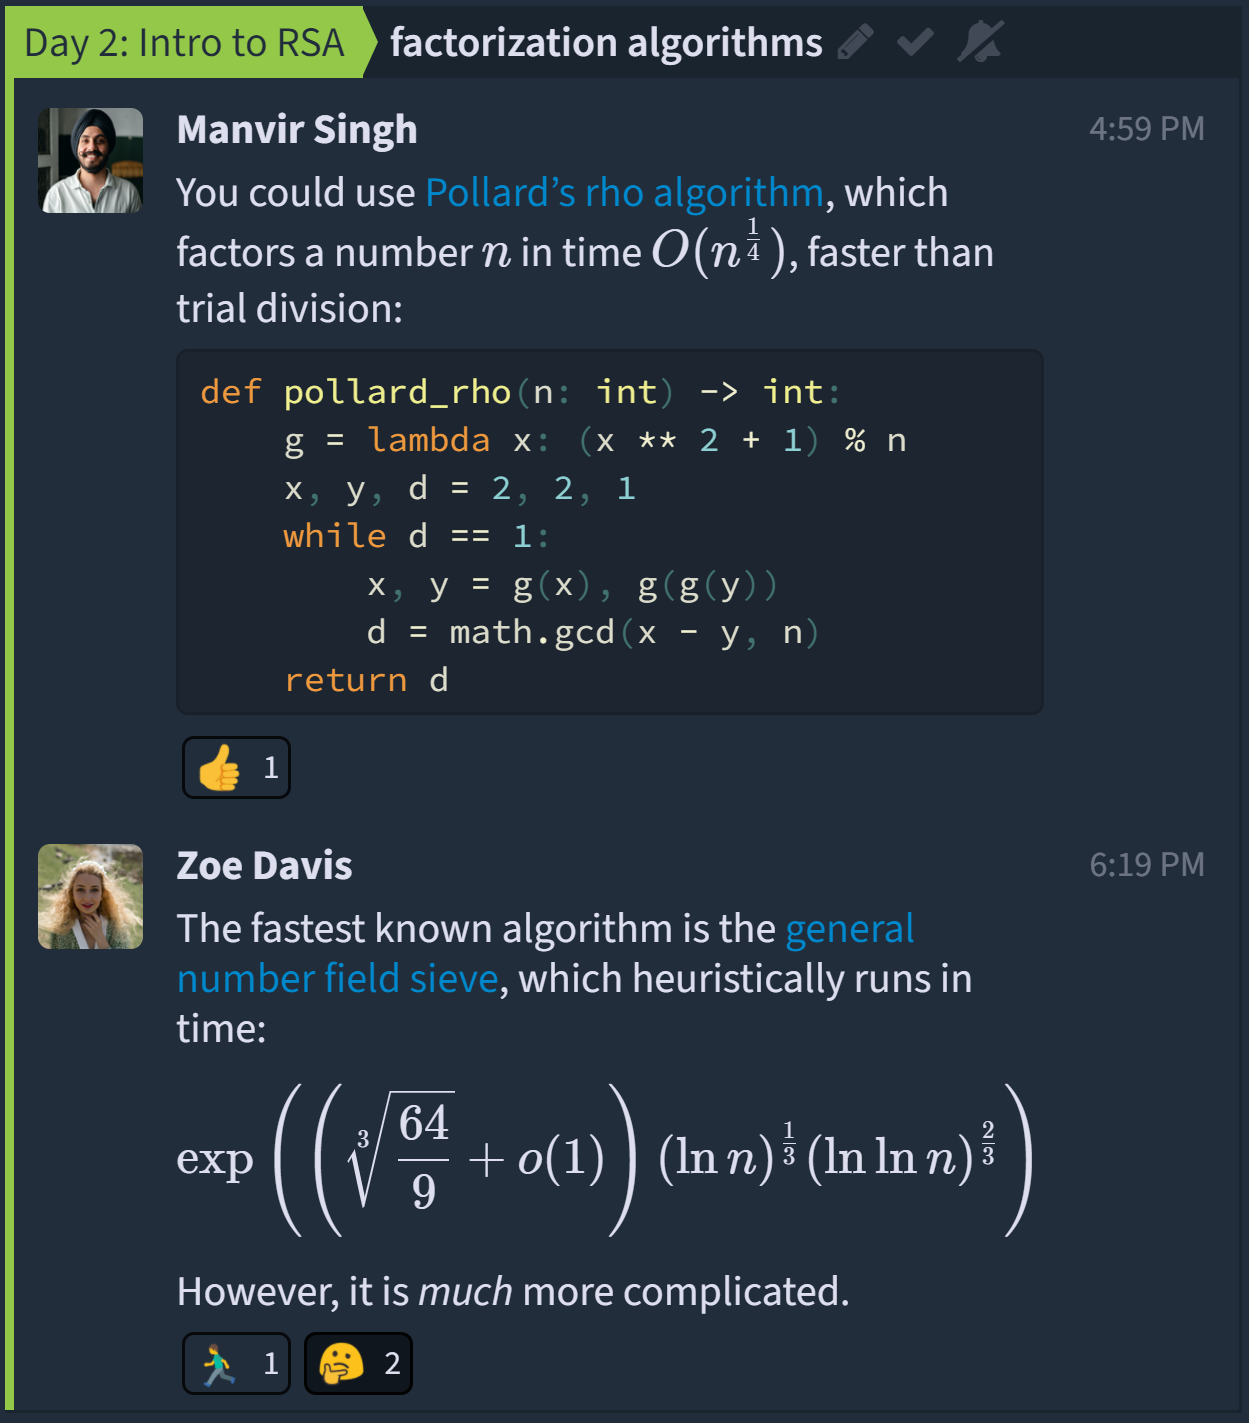 Day 2: Intro to RSA factorization algorithms
Manvir Singh 4:59 PM
You could use Pollard’s rho algorithm, which
factors a number n in time O(n^{\frac{1}{4}}), faster than
trial division:
def pollard_rho(n: int) -> int:
    g = lambda x: (x ** 2 + 1) % n
    x, y, d = 2, 2, 1
    while d == 1:
        x, y = g(x), g(g(y))
        d = math.gcd(x - y, n)
    return d
👍 1
Zoe Davis 6:19 PM
The fastest known algorithm is the general
number field sieve, which heuristically runs in
time:
\exp\left(\left(\sqrt[3]{\frac{64}{9}} + o(1)\right)(\ln n)^{\frac{1}{3}}(\ln \ln n)^{\frac{2}{3}}\right)
However, it is much more complicated.
🏃‍♂️ 1 🤔 2